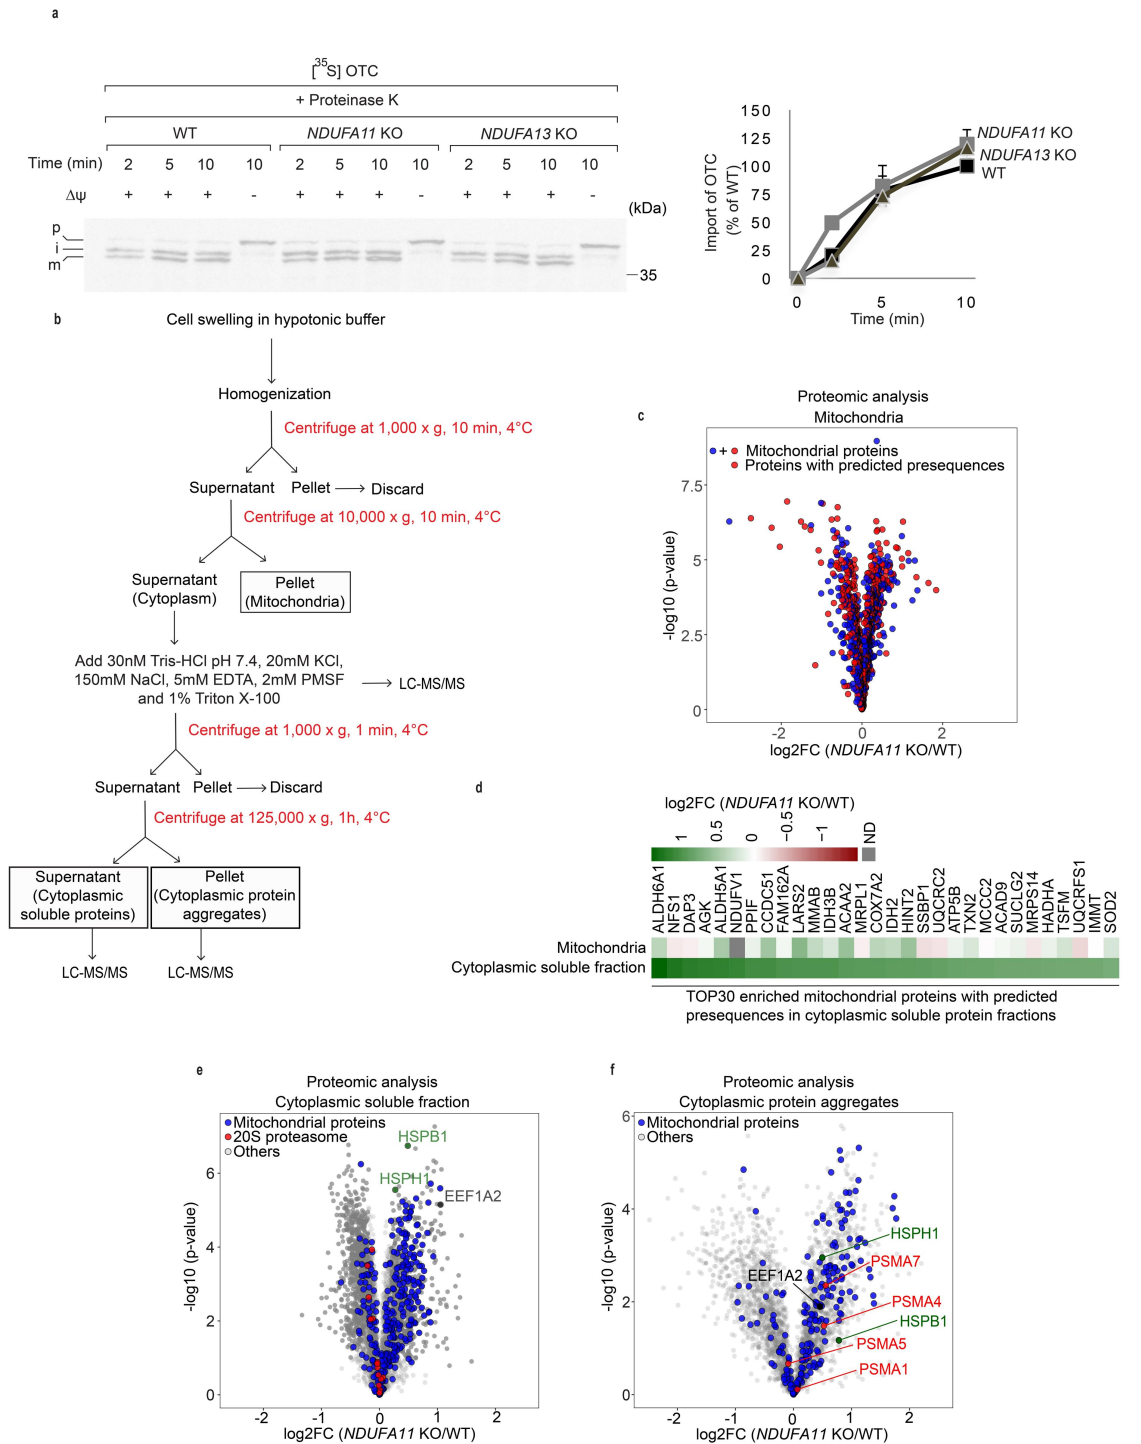 a
[35S] OTC
+ Proteinase K
WT NDUFA11 KO NDUFA13 KO
Time (min) 2 5 10 10 2 5 10 10 2 5 10 10
Δψ + + + - + + + - + + + -
(kDa)
p
i
m
35
Import of OTC
(% of WT)
150
125
100
75
50
25
0
0 5 10
Time (min)
NDUFA11 KO
NDUFA13 KO
WT
b
Cell swelling in hypotonic buffer
Homogenization
Centrifuge at 1,000 x g, 10 min, 4°C
Supernatant Pellet Discard
Centrifuge at 10,000 x g, 10 min, 4°C
Supernatant
(Cytoplasm)
Pellet
(Mitochondria)
Add 30nM Tris-HCl pH 7.4, 20mM KCl,
150mM NaCl, 5mM EDTA, 2mM PMSF
and 1% Triton X-100
LC-MS/MS
Centrifuge at 1,000 x g, 1 min, 4°C
Supernatant Pellet Discard
Centrifuge at 125,000 x g, 1h, 4°C
Supernatant
(Cytoplasmic
soluble proteins)
Pellet
(Cytoplasmic protein
aggregates)
LC-MS/MS LC-MS/MS
c
Proteomic analysis
Mitochondria
+ Mitochondrial proteins
Proteins with predicted presequences
-log10 (p-value)
7.5
5
2.5
0
-2 0 2
log2FC (NDUFA11 KO/WT)
d
log2FC (NDUFA11 KO/WT)
1 0.5 0 −0.5 −1 ND
ALDH6A1
NFS1
DAP3
AGK
ALDH5A1
NDUFV1
PPIF
CCDC51
FAM162A
LARS2
MMAB
IDH3B
ACAA2
MRPL1
COX7A2
IDH2
HINT2
SSBP1
UQCRC2
ATP5B
TXN2
MCCC2
ACAD9
SUCLG2
MRPS14
HADHA
TSFM
UQCRFS1
IMMT
SOD2
Mitochondria
Cytoplasmic soluble fraction
TOP30 enriched mitochondrial proteins with predicted
presequences in cytoplasmic soluble protein fractions
e
Proteomic analysis
Cytoplasmic soluble fraction
Mitochondrial proteins
20S proteasome
Others
HSPB1
HSPH1
EEF1A2
-log10 (p-value)
6
4
2
0
-2 -1 0 1 2
log2FC (NDUFA11 KO/WT)
f
Proteomic analysis
Cytoplasmic protein aggregates
Mitochondrial proteins
Others
HSPH1
PSMA7
EEF1A2
PSMA4
HSPB1
PSMA5
PSMA1
-log10 (p-value)
6
4
2
0
-2 -1 0 1 2
log2FC (NDUFA11 KO/WT)